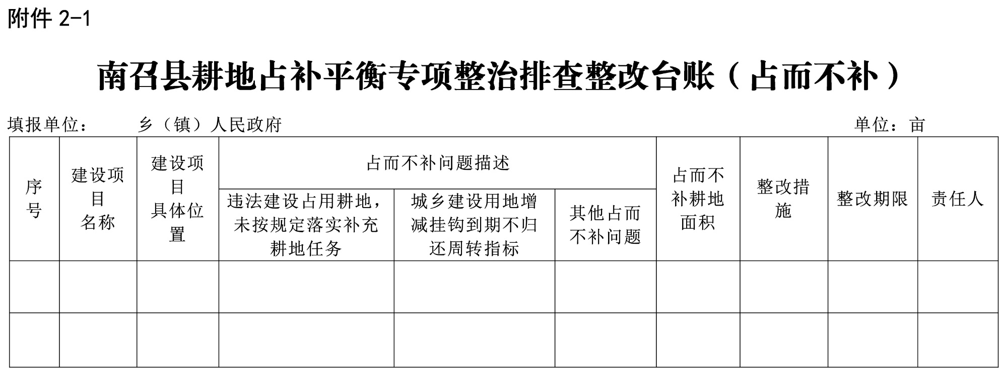 附件 2-1
南召县耕地占补平衡专项整治排查整改台账（占而不补）
填报单位： 乡（镇）人民政府 单位：亩
序
号
建设项
目
名称
建设项
目
具体位
置
占而不补问题描述
违法建设占用耕地，
未按规定落实补充
耕地任务
城乡建设用地增
减挂钩到期不归
还周转指标
其他占而
不补问题
占而不
补耕地
面积
整改措
施
整改期限
责任人